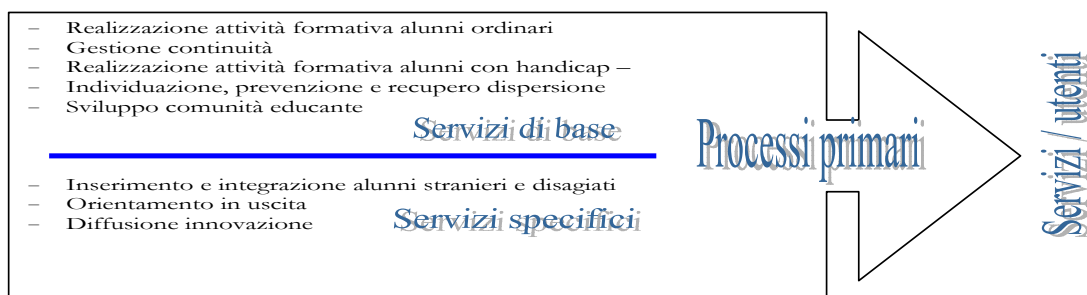 – Realizzazione attività formativa alunni ordinari
– Gestione continuità
– Realizzazione attività formativa alunni con handicap –
– Individuazione, prevenzione e recupero dispersione
– Sviluppo comunità educante
Servizi di base
Processi primari
Servizi / utenti
– Inserimento e integrazione alunni stranieri e disagiati
– Orientamento in uscita
– Diffusione innovazione
Servizi specifici